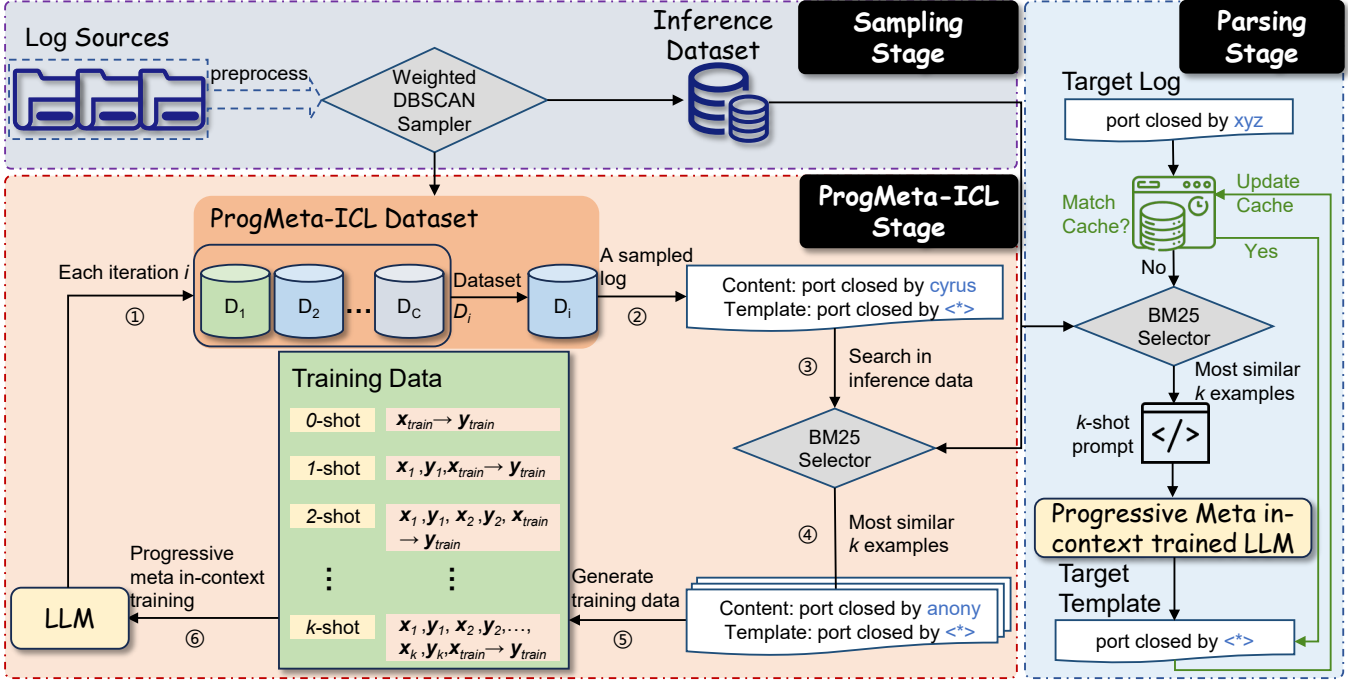 Log Sources
preprocess
Weighted
DBSCAN
Sampler
Inference
Dataset
Sampling
Stage
ProgMeta-ICL
Stage
ProgMeta-ICL Dataset
Each iteration i
①
D1
D2
...
DC
Dataset
Di
Di
A sampled
log
②
Content: port closed by cyrus
Template: port closed by <*>
③
Search in
inference data
BM25
Selector
④
Most similar
k examples
Content: port closed by anony
Template: port closed by <*>
Generate
training data
⑤
Training Data
0-shot
xtrain→ ytrain
1-shot
x1 ,y1,xtrain→ ytrain
2-shot
x1 ,y1, x2 ,y2, xtrain
→ ytrain
⋮ ⋮
k-shot
x1 ,y1, x2 ,y2,...,
xk ,yk,xtrain→ ytrain
Progressive
meta in-context
training
⑥
LLM
Parsing
Stage
Target Log
port closed by xyz
Match
Cache?
Update
Cache
Yes
No
BM25
Selector
Most similar
k examples
k-shot
prompt
</>
Progressive Meta in-
context trained LLM
Target
Template
port closed by <*>